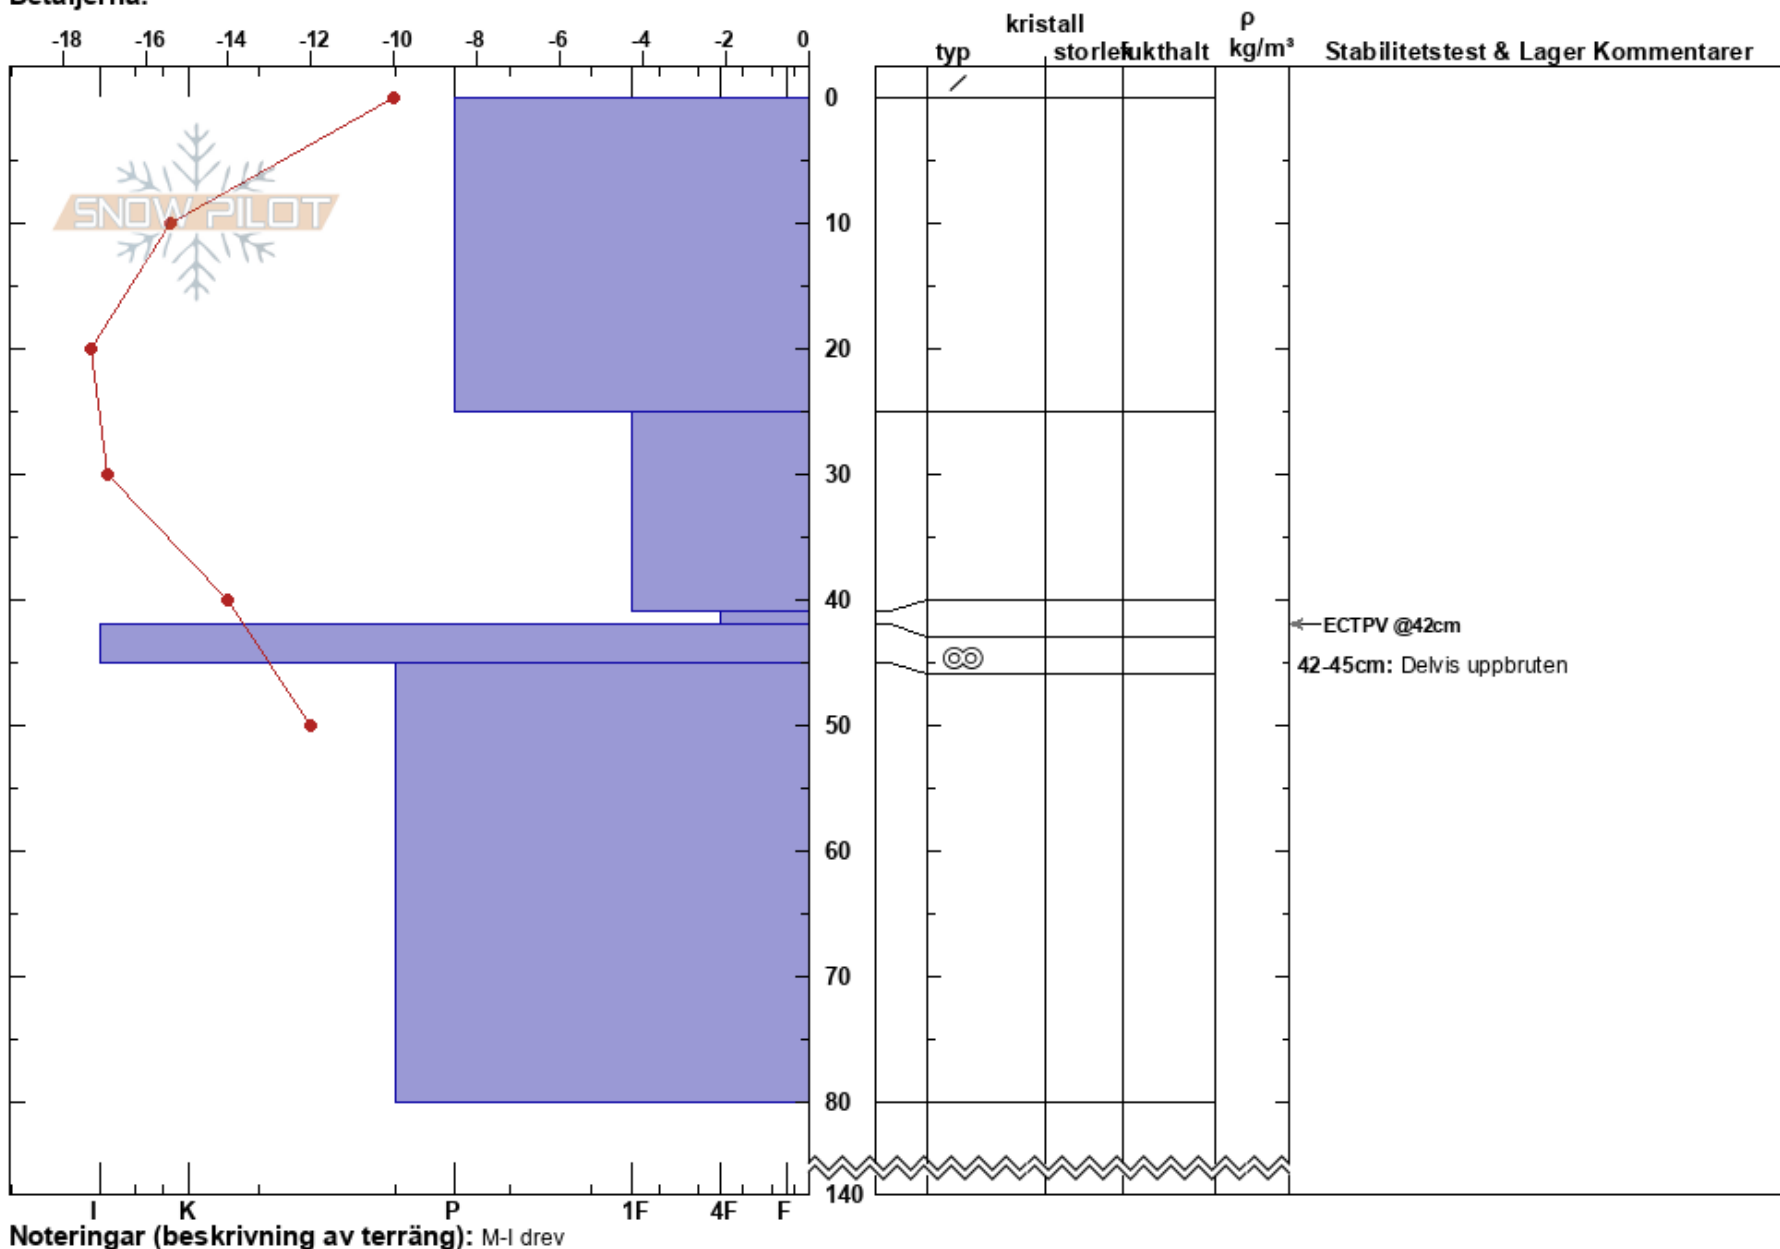 Detaljerna:
kristall ρ
-18 -16 -14 -12 -10 -8 -6 -4 -2 0 typ storlek fukthalt kg/m³ Stabilitetstest & Lager Kommentarer
0
SNOW PILOT
10
20
30
40
ECTPV @42cm
42-45cm: Delvis uppbruten
50
60
70
80
140
I K P 1F 4F F
Noteringar (beskrivning av terräng): M-I drev